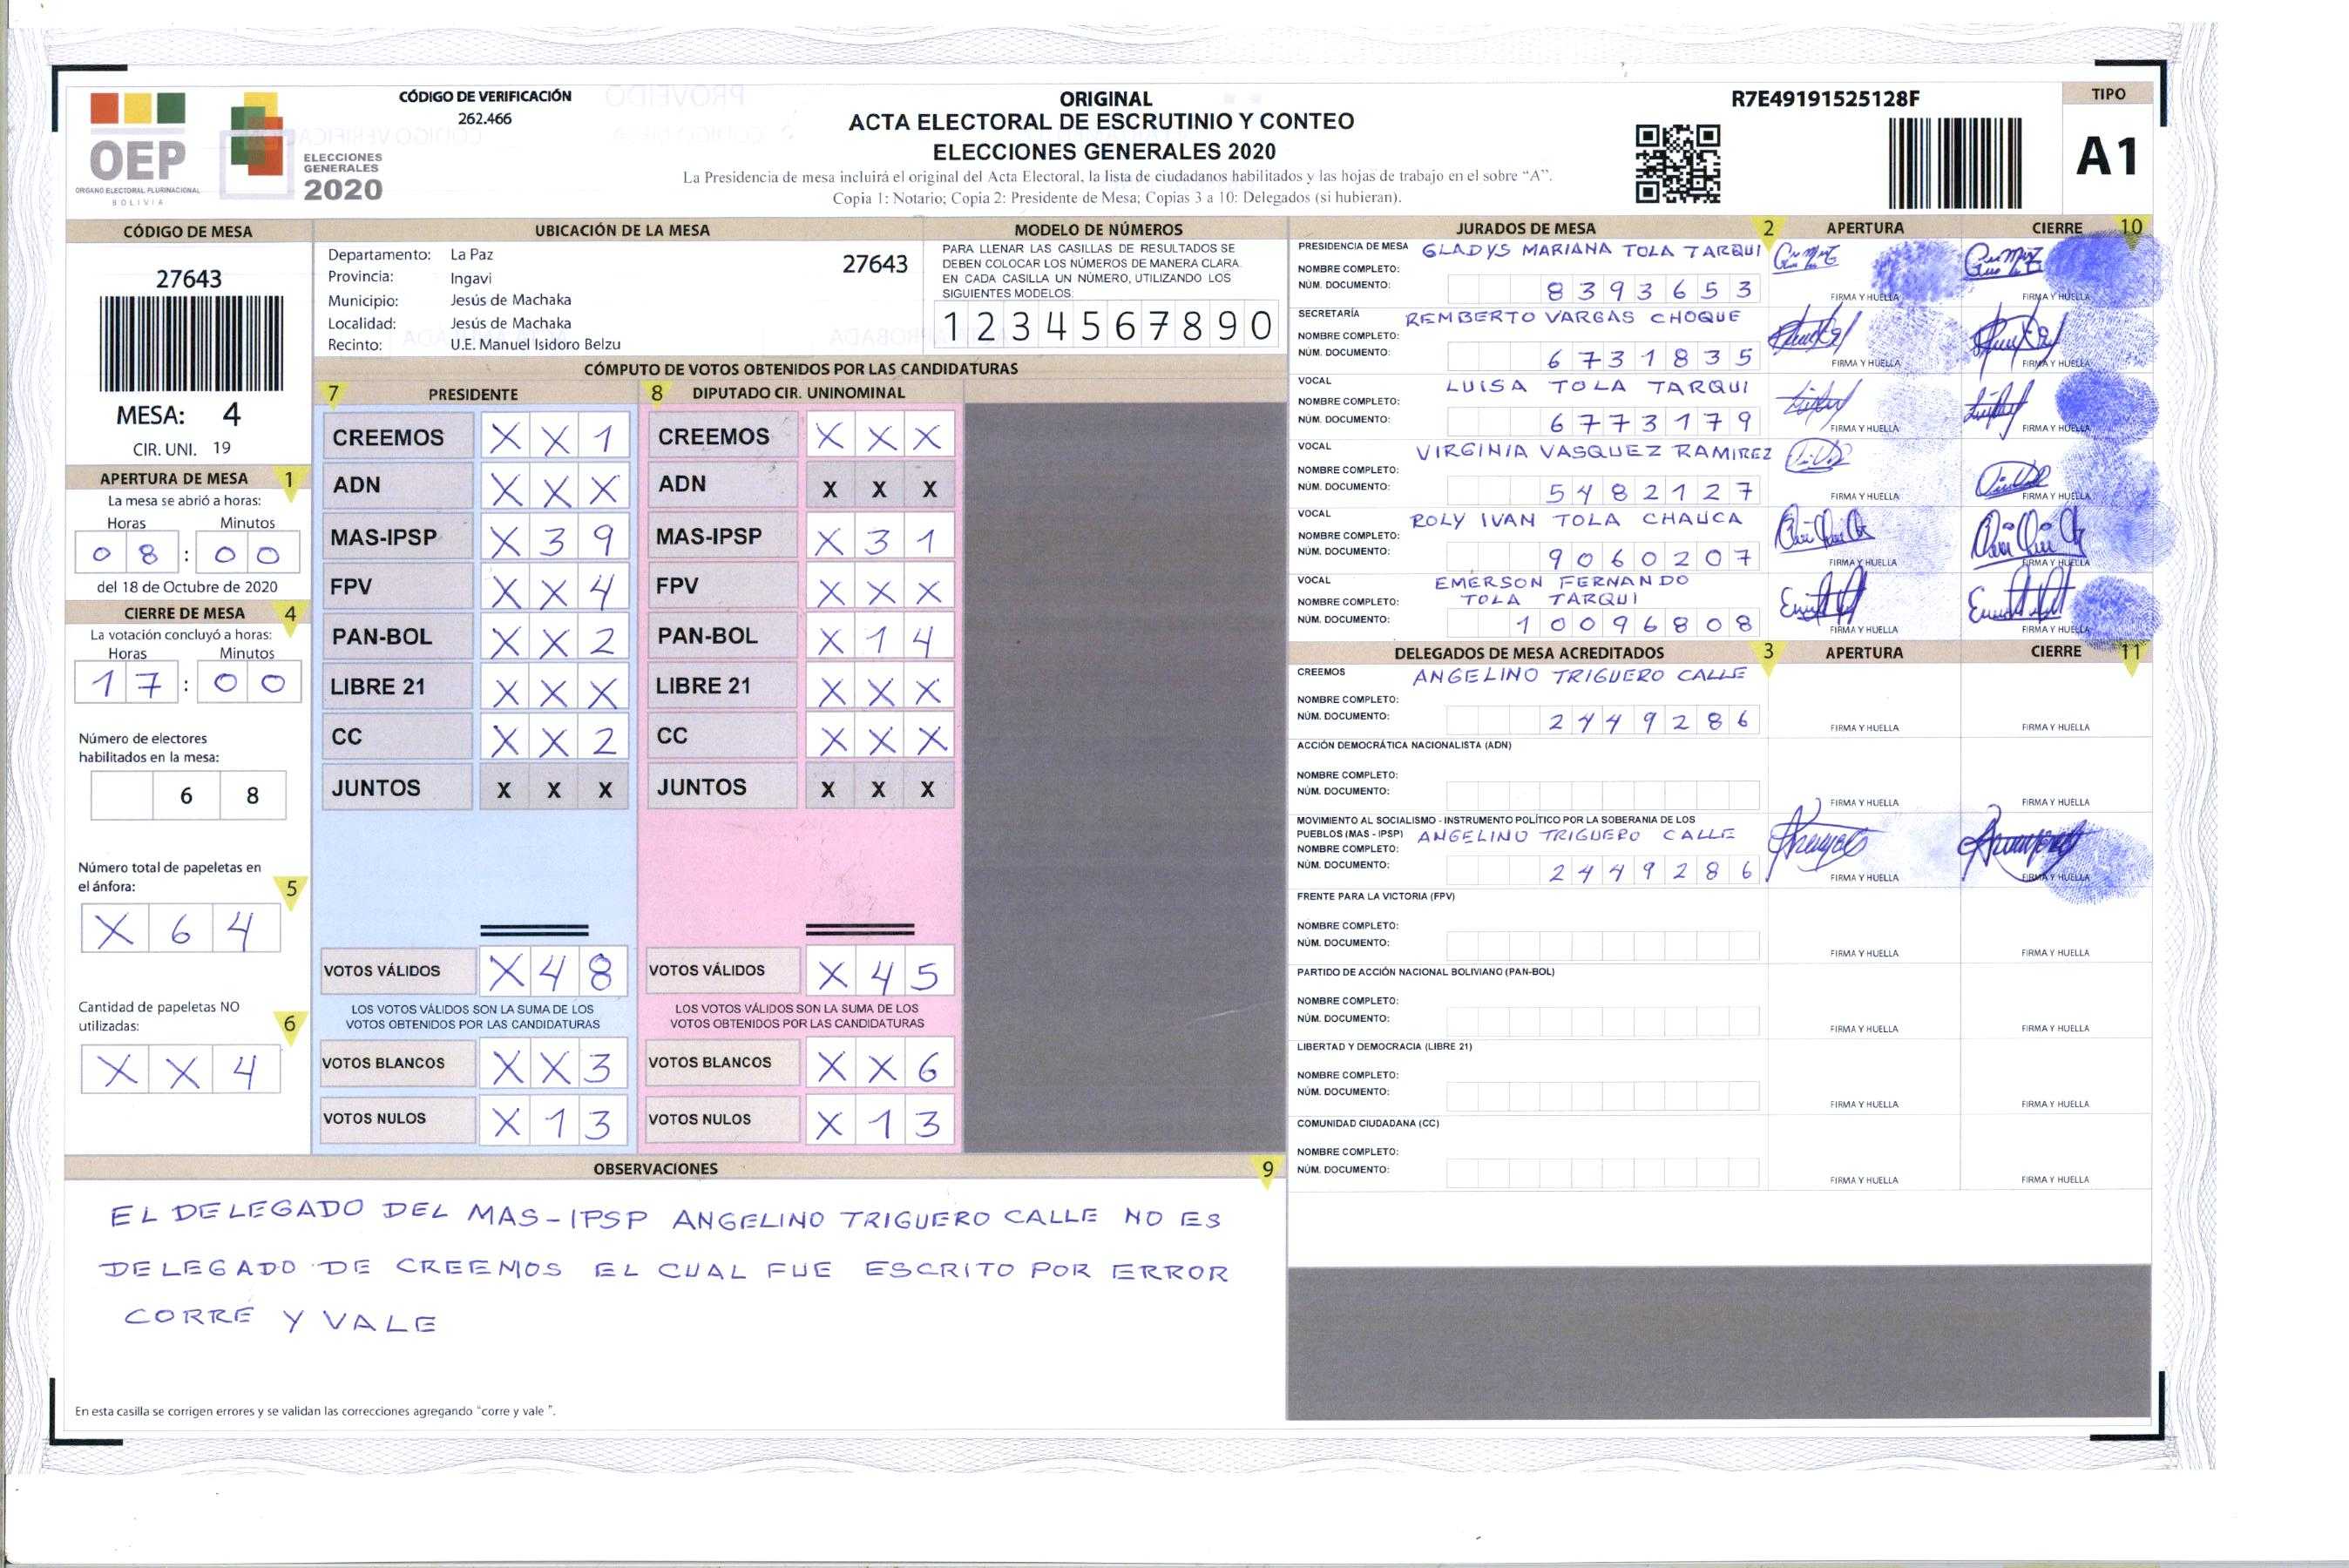 CÓDIGO DE VERIFICACIÓN
262.466
ORIGINAL
ACTA ELECTORAL DE ESCRUTINIO Y CONTEO
ELECCIONES GENERALES 2020
La Presidencia de mesa incluirá el original del Acta Electoral, la lista de ciudadanos habilitados y las hojas de trabajo en el sobre “A”.
Copia 1: Notario; Copia 2: Presidente de Mesa; Copias 3 a 10: Delegados (si hubieran).
R7E49191525128F
TIPO
A1
OEP
ORGANO ELECTORAL PLURINACIONAL
BOLIVIA
ELECCIONES
GENERALES
2020
CÓDIGO DE MESA
27643
MESA: 4
CIR. UNI. 19
APERTURA DE MESA 1
La mesa se abrió a horas:
Horas Minutos
0 8 : 0 0
del 18 de Octubre de 2020
CIERRE DE MESA 4
La votación concluyó a horas:
Horas Minutos
1 7 : 0 0
Número de electores
habilitados en la mesa:
6 8
Número total de papeletas en
el ánfora: 5
X 6 4
Cantidad de papeletas NO
utilizadas: 6
X X 4
UBICACIÓN DE LA MESA
Departamento: La Paz
27643
Provincia: Ingavi
Municipio: Jesús de Machaka
Localidad: Jesús de Machaka
Recinto: U.E. Manuel Isidoro Belzu
MODELO DE NÚMEROS
PARA LLENAR LAS CASILLAS DE RESULTADOS SE
DEBEN COLOCAR LOS NÚMEROS DE MANERA CLARA.
EN CADA CASILLA UN NÚMERO, UTILIZANDO LOS
SIGUIENTES MODELOS:
1 2 3 4 5 6 7 8 9 0
CÓMPUTO DE VOTOS OBTENIDOS POR LAS CANDIDATURAS
7 PRESIDENTE
CREEMOS X X 1
ADN X X X
MAS-IPSP X 3 9
FPV X X 4
PAN-BOL X X 2
LIBRE 21 X X X
CC X X 2
JUNTOS X X X
VOTOS VÁLIDOS X 4 8
LOS VOTOS VÁLIDOS SON LA SUMA DE LOS
VOTOS OBTENIDOS POR LAS CANDIDATURAS
VOTOS BLANCOS X X 3
VOTOS NULOS X 1 3
8 DIPUTADO CIR. UNINOMINAL
CREEMOS X X X
ADN X X X
MAS-IPSP X 3 1
FPV X X X
PAN-BOL X 1 4
LIBRE 21 X X X
CC X X X
JUNTOS X X X
VOTOS VÁLIDOS X 4 5
LOS VOTOS VÁLIDOS SON LA SUMA DE LOS
VOTOS OBTENIDOS POR LAS CANDIDATURAS
VOTOS BLANCOS X X 6
VOTOS NULOS X 1 3
OBSERVACIONES 9
EL DELEGADO DEL MAS-IPSP ANGELINO TRIGUERO CALLE NO ES
DELEGADO DE CREEMOS EL CUAL FUE ESCRITO POR ERROR
CORRE Y VALE
En esta casilla se corrigen errores y se validan las correcciones agregando “corre y vale ”.
JURADOS DE MESA 2 APERTURA CIERRE 10
PRESIDENCIA DE MESA GLADYS MARIANA TOLA TARQUI
NOMBRE COMPLETO:
NÚM. DOCUMENTO: 8 3 9 3 6 5 3
FIRMA Y HUELLA FIRMA Y HUELLA
SECRETARÍA REMBERTO VARGAS CHOQUE
NOMBRE COMPLETO:
NÚM. DOCUMENTO: 6 7 3 1 8 3 5
FIRMA Y HUELLA FIRMA Y HUELLA
VOCAL LUISA TOLA TARQUI
NOMBRE COMPLETO:
NÚM. DOCUMENTO: 6 7 7 3 1 7 9
FIRMA Y HUELLA FIRMA Y HUELLA
VOCAL VIRGINIA VASQUEZ RAMIREZ
NOMBRE COMPLETO:
NÚM. DOCUMENTO: 5 4 8 2 1 2 7
FIRMA Y HUELLA FIRMA Y HUELLA
VOCAL ROLY IVAN TOLA CHAUCA
NOMBRE COMPLETO:
NÚM. DOCUMENTO: 9 0 6 0 2 0 7
FIRMA Y HUELLA FIRMA Y HUELLA
VOCAL EMERSON FERNANDO
NOMBRE COMPLETO: TOLA TARQUI
NÚM. DOCUMENTO: 1 0 0 9 6 8 0 8
FIRMA Y HUELLA FIRMA Y HUELLA
DELEGADOS DE MESA ACREDITADOS 3 APERTURA CIERRE 11
CREEMOS ANGELINO TRIGUERO CALLE
NOMBRE COMPLETO:
NÚM. DOCUMENTO: 2 4 4 9 2 8 6
FIRMA Y HUELLA FIRMA Y HUELLA
ACCIÓN DEMOCRÁTICA NACIONALISTA (ADN)
NOMBRE COMPLETO:
NÚM. DOCUMENTO:
FIRMA Y HUELLA FIRMA Y HUELLA
MOVIMIENTO AL SOCIALISMO - INSTRUMENTO POLÍTICO POR LA SOBERANIA DE LOS
PUEBLOS (MAS - IPSP) ANGELINO TRIGUERO CALLE
NOMBRE COMPLETO:
NÚM. DOCUMENTO: 2 4 4 9 2 8 6
FIRMA Y HUELLA FIRMA Y HUELLA
FRENTE PARA LA VICTORIA (FPV)
NOMBRE COMPLETO:
NÚM. DOCUMENTO:
FIRMA Y HUELLA FIRMA Y HUELLA
PARTIDO DE ACCIÓN NACIONAL BOLIVIANO (PAN-BOL)
NOMBRE COMPLETO:
NÚM. DOCUMENTO:
FIRMA Y HUELLA FIRMA Y HUELLA
LIBERTAD Y DEMOCRACIA (LIBRE 21)
NOMBRE COMPLETO:
NÚM. DOCUMENTO:
FIRMA Y HUELLA FIRMA Y HUELLA
COMUNIDAD CIUDADANA (CC)
NOMBRE COMPLETO:
NÚM. DOCUMENTO:
FIRMA Y HUELLA FIRMA Y HUELLA